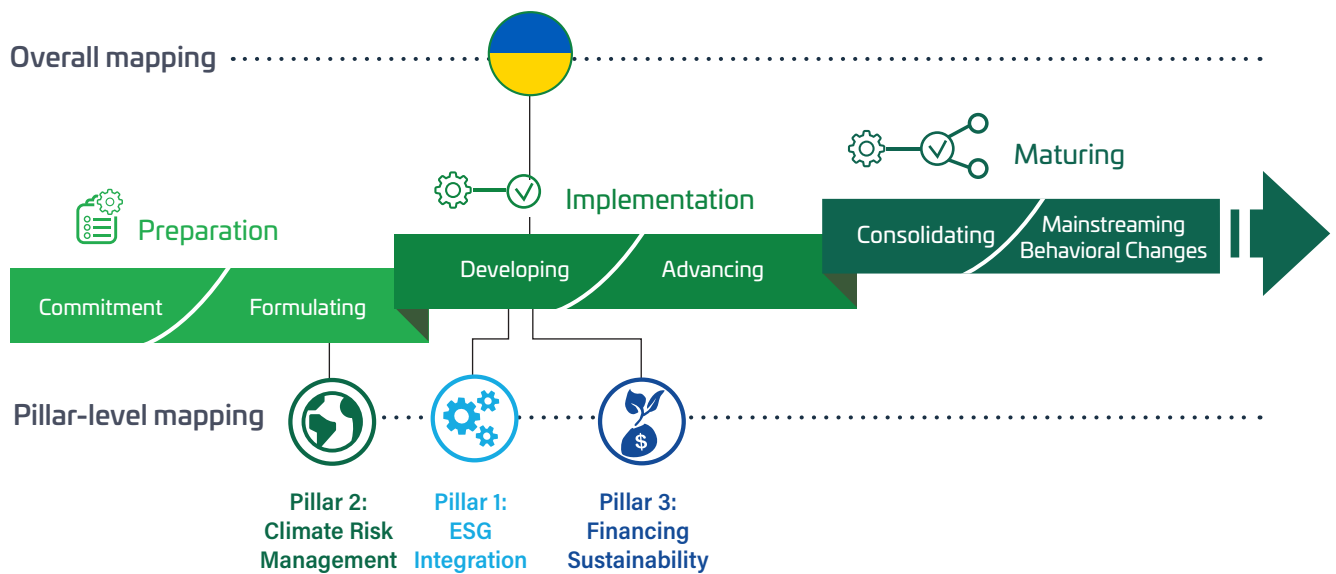 Overall mapping
Maturing
Implementation
Preparation
Consolidating
Mainstreaming
Behavioral Changes
Developing
Advancing
Commitment
Formulating
Pillar-level mapping
$
Pillar 2:
Climate Risk
Management
Pillar 1:
ESG
Integration
Pillar 3:
Financing
Sustainability